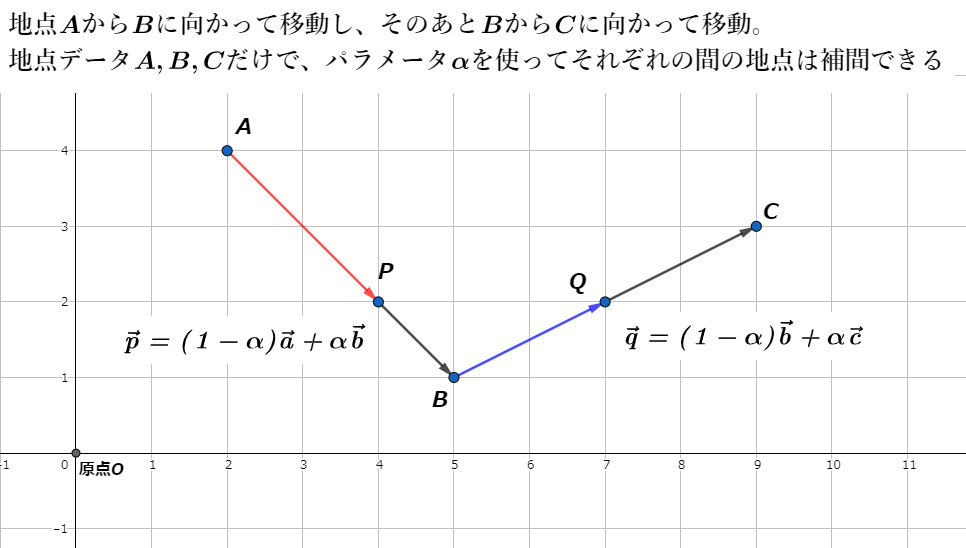 地点AからBに向かって移動し、そのあとBからCに向かって移動。
地点データA, B, Cだけで、パラメータαを使ってそれぞれの間の地点は補間できる
A
4
3
C
P
Q
2
p⃗ = (1 − α)a⃗ + αb⃗
q⃗ = (1 − α)b⃗ + αc⃗
1
B
-1 0 1 2 3 4 5 6 7 8 9 10 11
原点O
-1